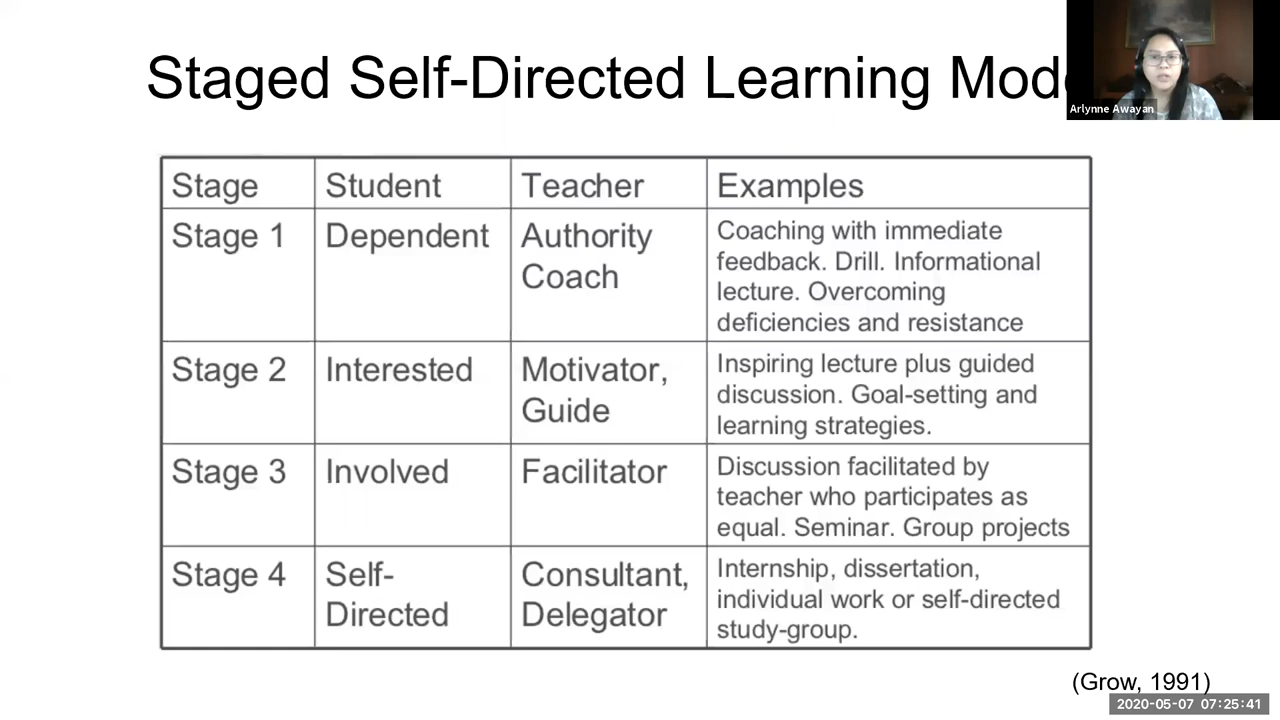 Staged Self-Directed Learning Mod
Arlynne Awayan
Stage Student Teacher Examples
Stage 1 Dependent Authority Coach Coaching with immediate
feedback. Drill. Informational
lecture. Overcoming
deficiencies and resistance
Stage 2 Interested Motivator, Guide Inspiring lecture plus guided
discussion. Goal-setting and
learning strategies.
Stage 3 Involved Facilitator Discussion facilitated by
teacher who participates as
equal. Seminar. Group projects
Stage 4 Self-Directed Consultant, Delegator Internship, dissertation,
individual work or self-directed
study-group.
(Grow, 1991)
2020-05-07 07:25:41